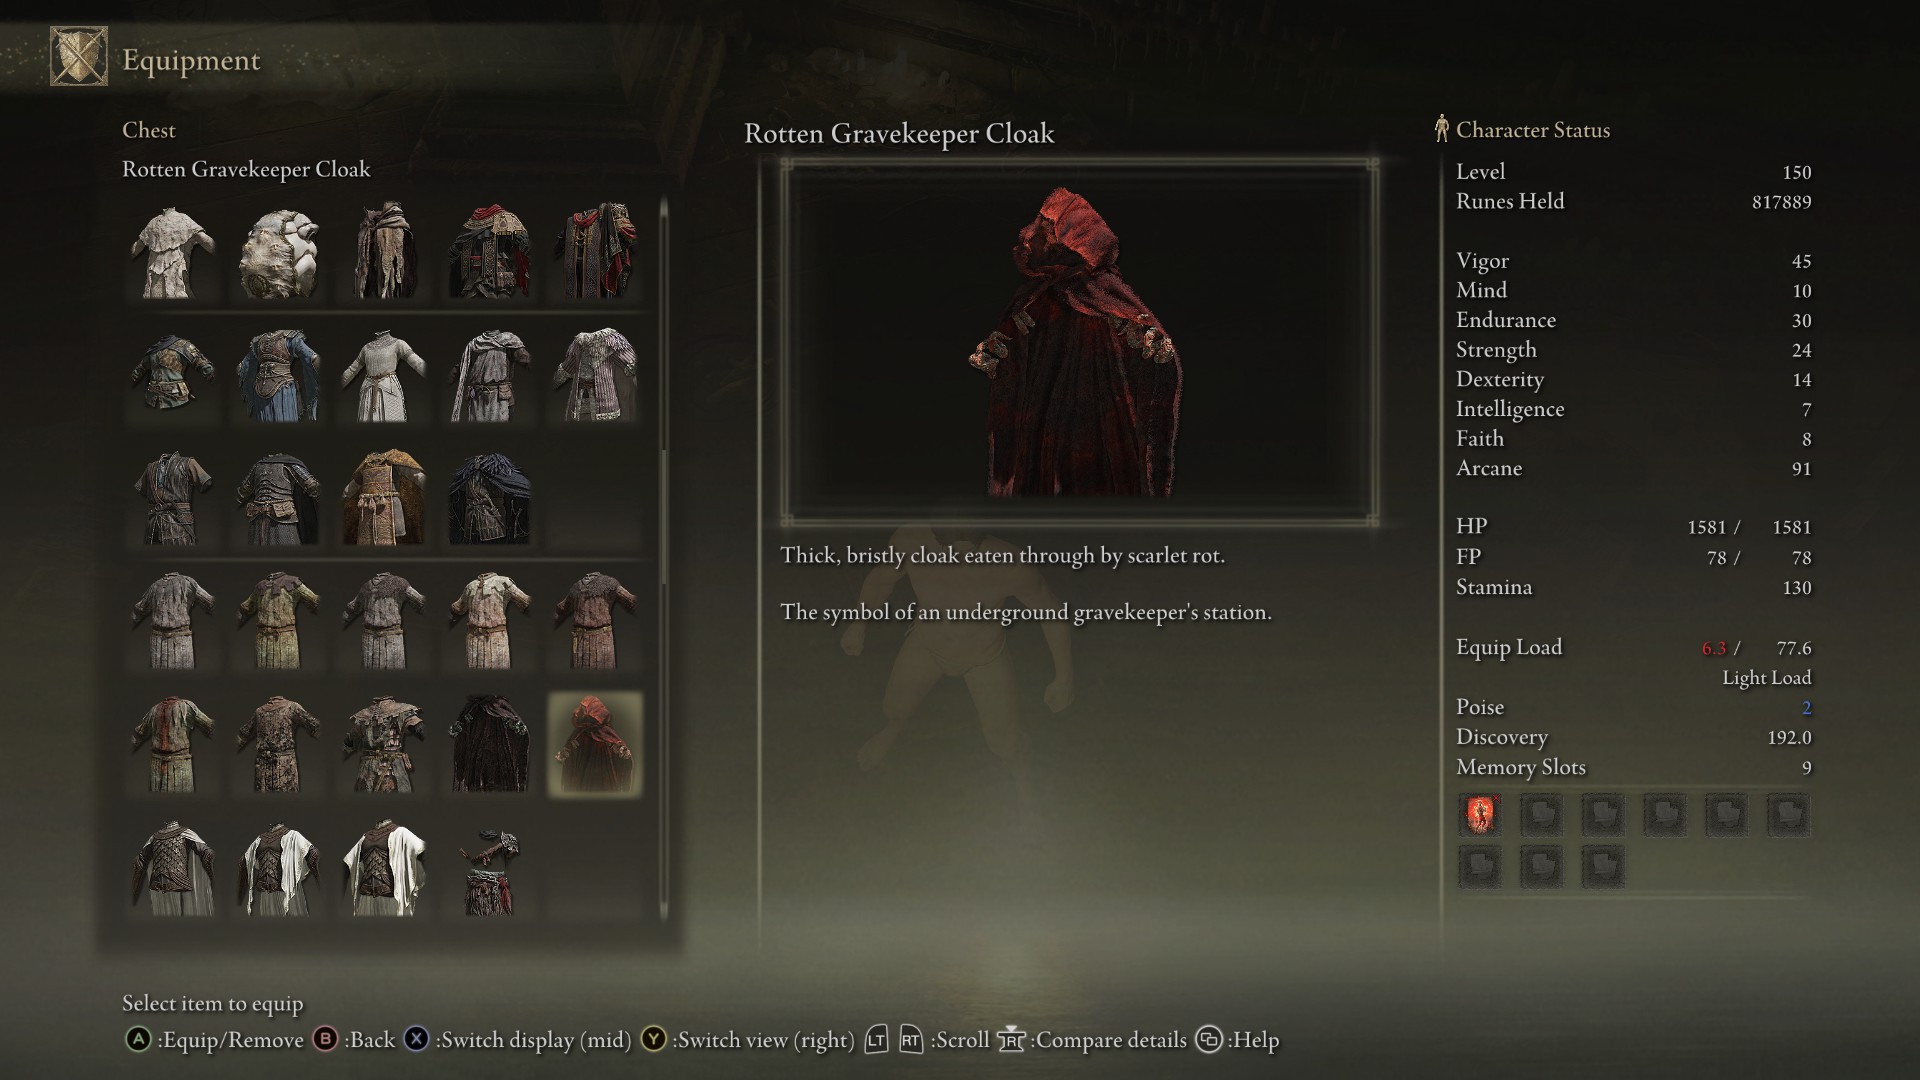 Equipment
Chest
Rotten Gravekeeper Cloak
Rotten Gravekeeper Cloak
Thick, bristly cloak eaten through by scarlet rot.
The symbol of an underground gravekeeper's station.
Character Status
Level 150
Runes Held 817889
Vigor 45
Mind 10
Endurance 30
Strength 24
Dexterity 14
Intelligence 7
Faith 8
Arcane 91
HP 1581 / 1581
FP 78 / 78
Stamina 130
Equip Load 6.3 / 77.6
Light Load
Poise 2
Discovery 192.0
Memory Slots 9
Select item to equip
A :Equip/Remove B :Back X :Switch display (mid) Y :Switch view (right) LT RT :Scroll R :Compare details :Help